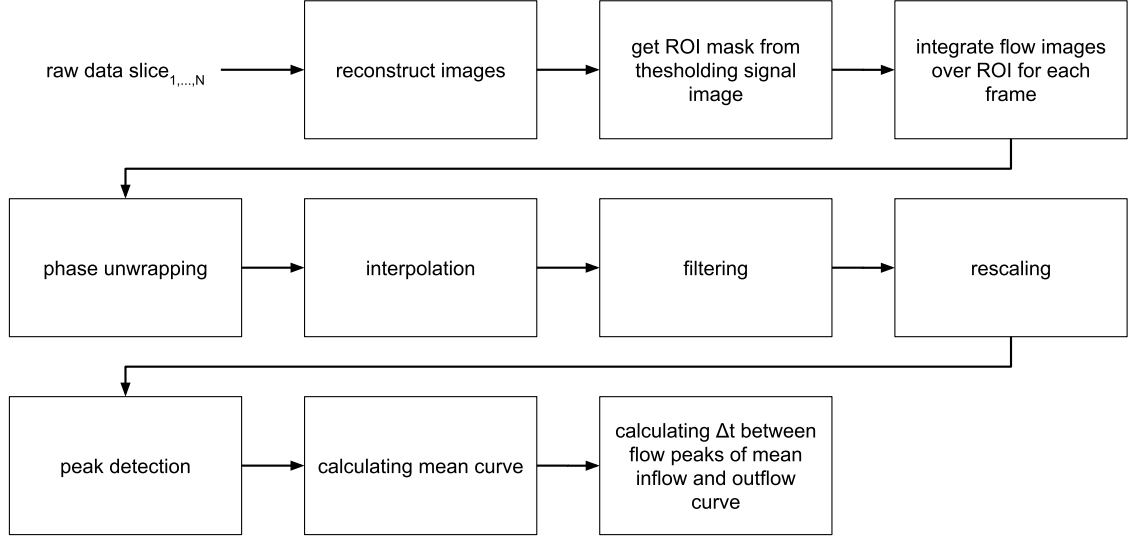 raw data slice1,...,N
reconstruct images
get ROI mask from
thesholding signal
image
integrate flow images
over ROI for each
frame
phase unwrapping
interpolation
filtering
rescaling
peak detection
calculating mean curve
calculating Δt between
flow peaks of mean
inflow and outflow
curve